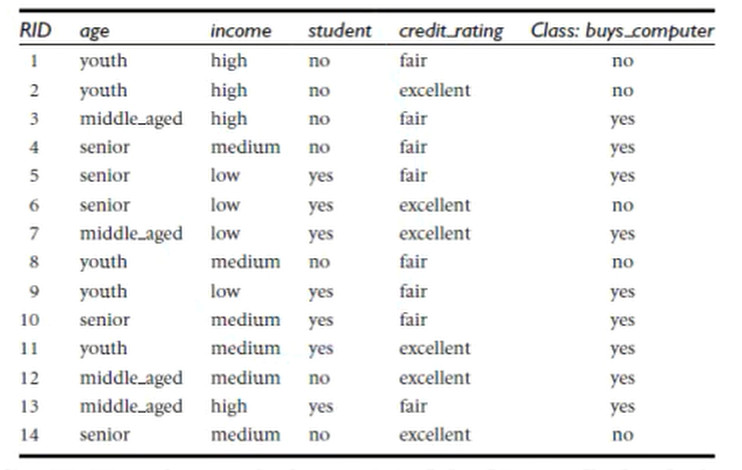 RID age income student credit_rating Class: buys_computer
1 youth high no fair no
2 youth high no excellent no
3 middle_aged high no fair yes
4 senior medium no fair yes
5 senior low yes fair yes
6 senior low yes excellent no
7 middle_aged low yes excellent yes
8 youth medium no fair no
9 youth low yes fair yes
10 senior medium yes fair yes
11 youth medium yes excellent yes
12 middle_aged medium no excellent yes
13 middle_aged high yes fair yes
14 senior medium no excellent no